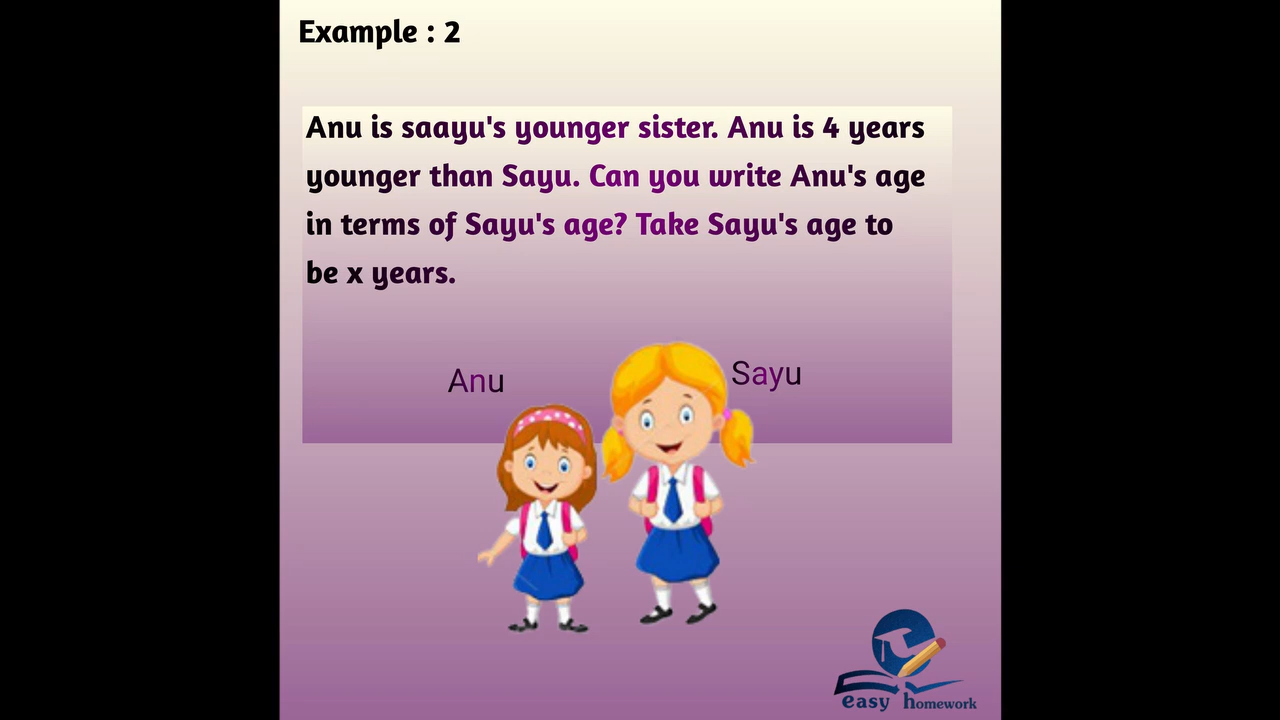 Example : 2
Anu is saayu's younger sister. Anu is 4 years
younger than Sayu. Can you write Anu's age
in terms of Sayu's age? Take Sayu's age to
be x years.
Anu
Sayu
easy homework